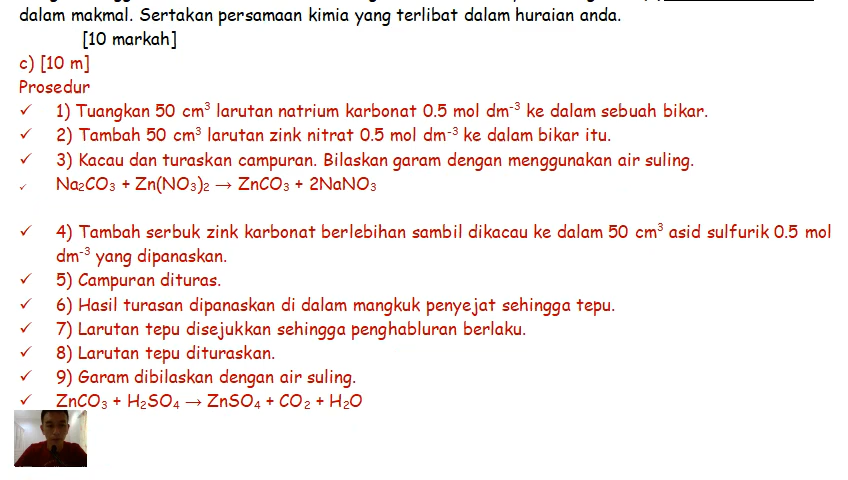 dalam makmal. Sertakan persamaan kimia yang terlibat dalam huraian anda.
[10 markah]
c) [10 m]
Prosedur
✓ 1) Tuangkan 50 cm³ larutan natrium karbonat 0.5 mol dm⁻³ ke dalam sebuah bikar.
✓ 2) Tambah 50 cm³ larutan zink nitrat 0.5 mol dm⁻³ ke dalam bikar itu.
✓ 3) Kacau dan turaskan campuran. Bilaskan garam dengan menggunakan air suling.
✓ Na₂CO₃ + Zn(NO₃)₂ → ZnCO₃ + 2NaNO₃
✓ 4) Tambah serbuk zink karbonat berlebihan sambil dikacau ke dalam 50 cm³ asid sulfurik 0.5 mol
dm⁻³ yang dipanaskan.
✓ 5) Campuran dituras.
✓ 6) Hasil turasan dipanaskan di dalam mangkuk penyejat sehingga tepu.
✓ 7) Larutan tepu disejukkan sehingga penghabluran berlaku.
✓ 8) Larutan tepu dituraskan.
✓ 9) Garam dibilaskan dengan air suling.
✓ ZnCO₃ + H₂SO₄ → ZnSO₄ + CO₂ + H₂O